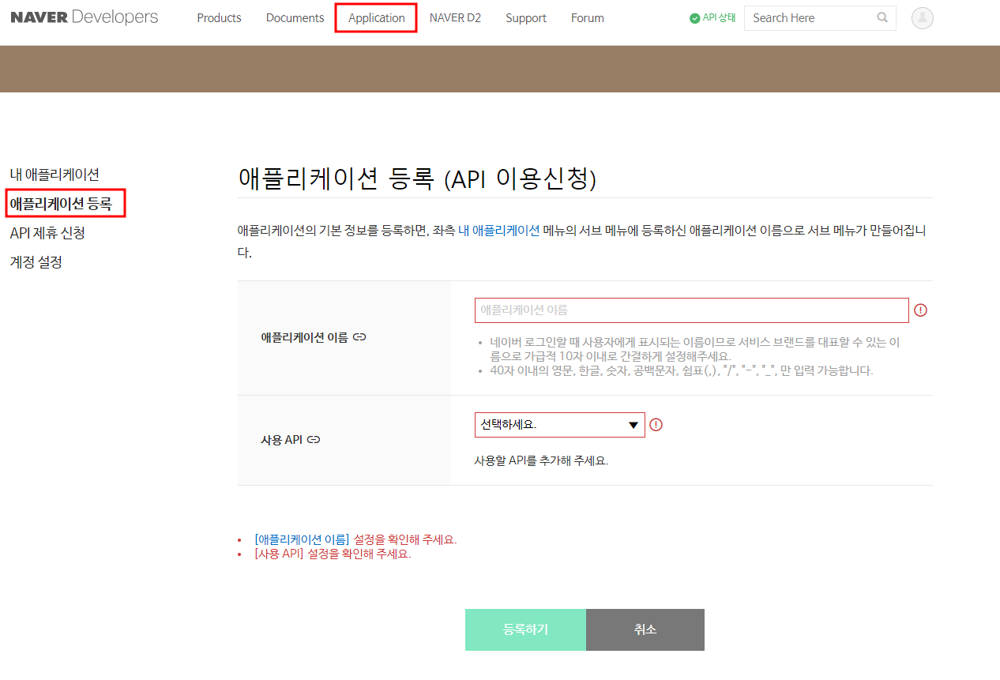 NAVER Developers Products Documents Application NAVER D2 Support Forum API 상태 Search Here
내 애플리케이션
애플리케이션 등록
API 제휴 신청
계정 설정
애플리케이션 등록 (API 이용신청)
애플리케이션의 기본 정보를 등록하면, 좌측 내 애플리케이션 메뉴의 서브 메뉴에 등록하신 애플리케이션 이름으로 서브 메뉴가 만들어집니
다.
애플리케이션 이름
애플리케이션 이름
• 네이버 로그인할 때 사용자에게 표시되는 이름이므로 서비스 브랜드를 대표할 수 있는 이
름으로 가급적 10자 이내로 간결하게 설정해주세요.
• 40자 이내의 영문, 한글, 숫자, 공백문자, 쉼표(,), "/", "-", "_", 만 입력 가능합니다.
사용 API
선택하세요.
사용할 API를 추가해 주세요.
• [애플리케이션 이름] 설정을 확인해 주세요.
• [사용 API] 설정을 확인해 주세요.
등록하기 취소